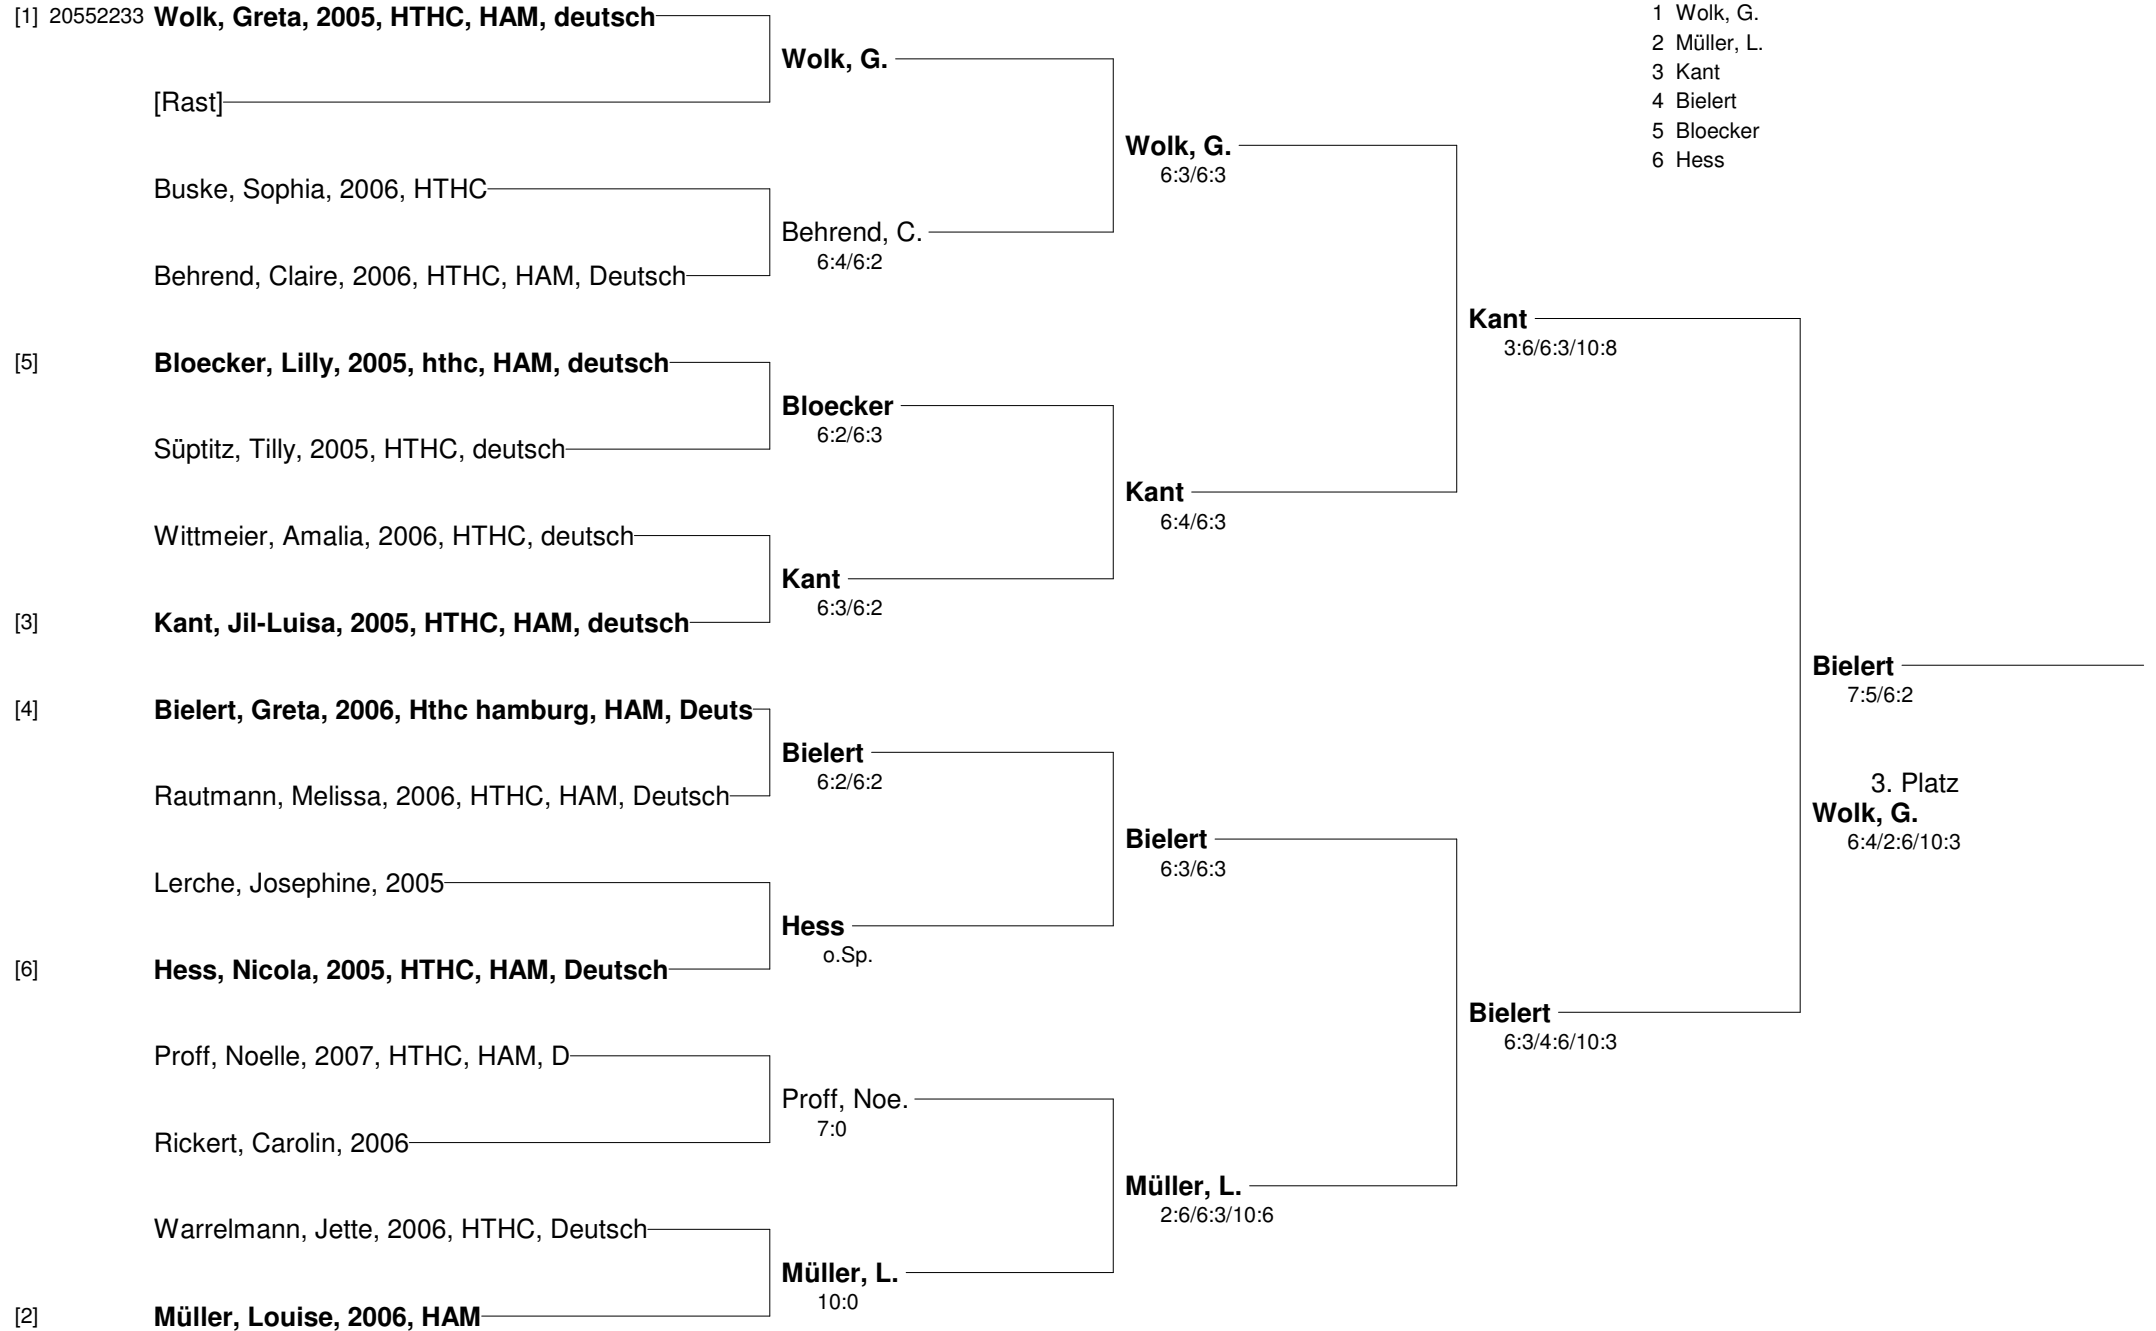 [1] 20552233 Wolk, Greta, 2005, HTHC, HAM, deutsch
[Rast]
Buske, Sophia, 2006, HTHC
Behrend, Claire, 2006, HTHC, HAM, Deutsch
[5] Bloecker, Lilly, 2005, hthc, HAM, deutsch
Süptitz, Tilly, 2005, HTHC, deutsch
Wittmeier, Amalia, 2006, HTHC, deutsch
[3] Kant, Jil-Luisa, 2005, HTHC, HAM, deutsch
[4] Bielert, Greta, 2006, Hthc hamburg, HAM, Deuts
Rautmann, Melissa, 2006, HTHC, HAM, Deutsch
Lerche, Josephine, 2005
[6] Hess, Nicola, 2005, HTHC, HAM, Deutsch
Proff, Noelle, 2007, HTHC, HAM, D
Rickert, Carolin, 2006
Warrelmann, Jette, 2006, HTHC, Deutsch
[2] Müller, Louise, 2006, HAM
Wolk, G.
Behrend, C.
6:4/6:2
Bloecker
6:2/6:3
Kant
6:3/6:2
Bielert
6:2/6:2
Hess
o.Sp.
Proff, Noe.
7:0
Müller, L.
10:0
Wolk, G.
6:3/6:3
Kant
6:4/6:3
Bielert
6:3/6:3
Müller, L.
2:6/6:3/10:6
Kant
3:6/6:3/10:8
Bielert
6:3/4:6/10:3
Bielert
7:5/6:2
3. Platz
Wolk, G.
6:4/2:6/10:3
1 Wolk, G.
2 Müller, L.
3 Kant
4 Bielert
5 Bloecker
6 Hess